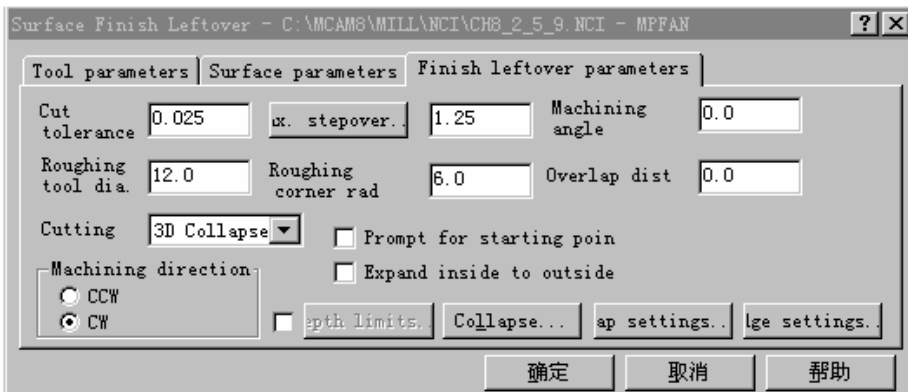 Surface Finish Leftover - C:\MCAM8\MILL\NCI\CH8_2_5_9.NCI - MPFAN
Tool parameters Surface parameters Finish leftover parameters
Cut tolerance 0.025 ux. stepover.. 1.25 Machining angle 0.0
Roughing tool dia. 12.0 Roughing corner rad 6.0 Overlap dist 0.0
Cutting 3D Collapse Prompt for starting poin
Machining direction Expand inside to outside
CCW
CW epth limits.. Collapse... ap settings.. lge settings..
确定 取消 帮助